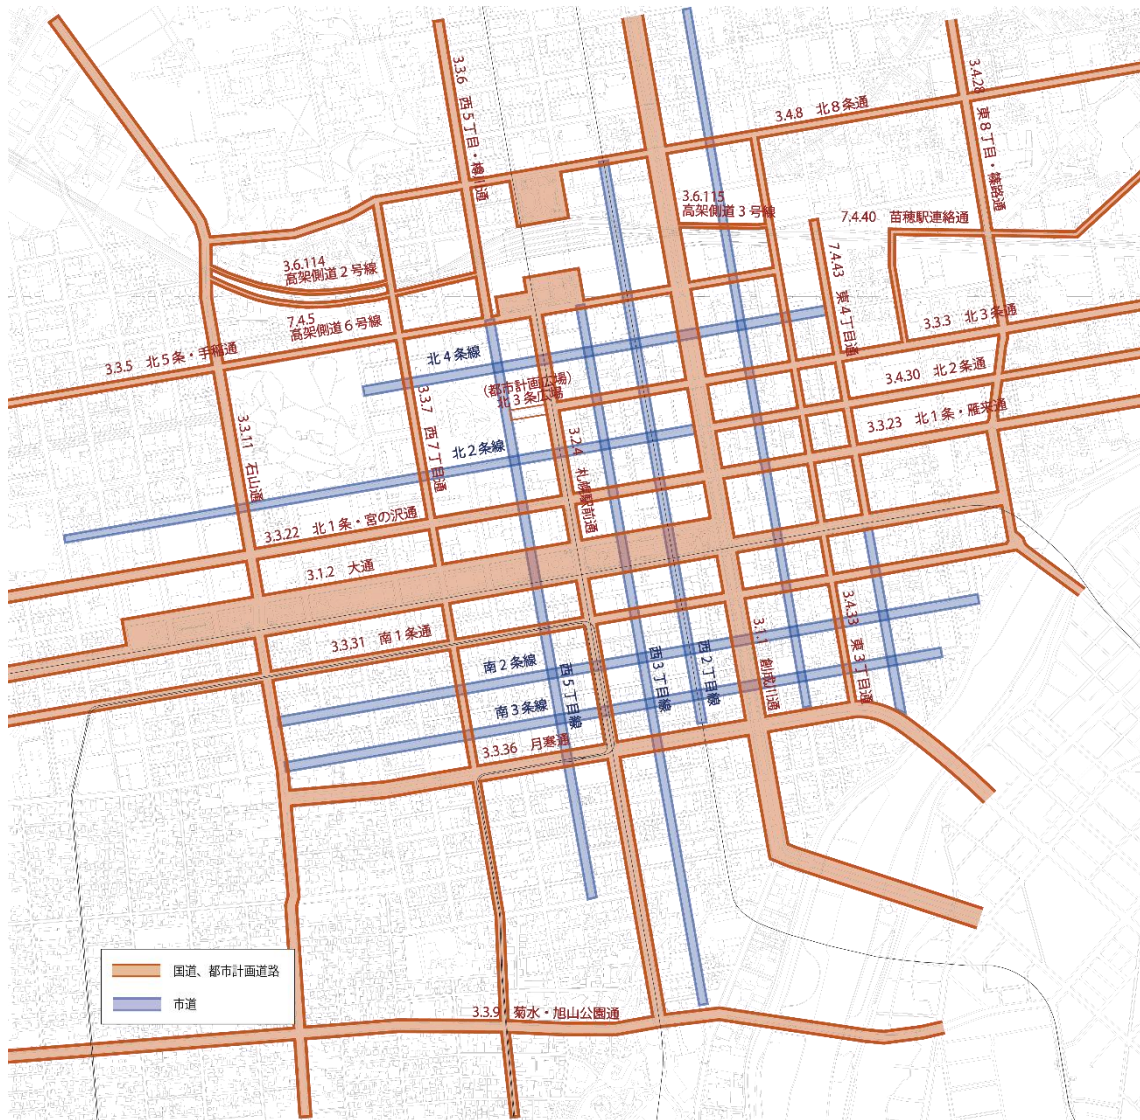 3.3.6 西5丁目・樽川通
3.4.28 東8丁目・篠路通
3.4.8 北8条通
3.6.115
高架側道3号線
7.4.40 苗穂駅連絡通
3.6.114
高架側道2号線
7.4.43 東4丁目通
7.4.5
高架側道6号線
3.3.3 北3条通
3.3.5 北5条・手稲通
北4条線
3.4.30 北2条通
(都市計画広場)
北3条広場
3.3.7 西7丁目通
3.3.23 北1条・雁来通
3.3.11 石山通
北2条線
3.2.4 札幌駅前通
3.3.22 北1条・宮の沢通
3.1.2 大通
3.4.33 東3丁目通
3.1.1 創成川通
3.3.31 南1条通
南2条線
西5丁目線
西3丁目線
西2丁目線
南3条線
3.3.36 月寒通
国道、都市計画道路
市道
3.3.9 菊水・旭山公園通